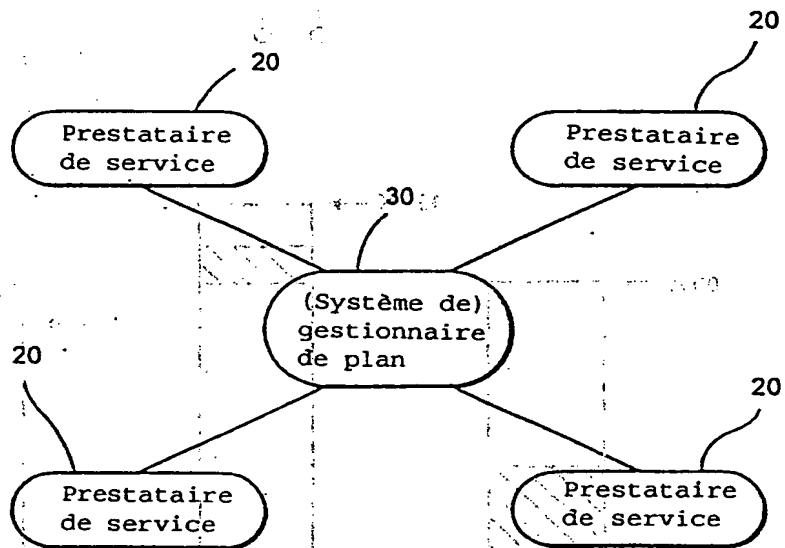 20
20
Prestataire
de service
Prestataire
de service
30
(Système de)
gestionnaire
de plan
20
20
Prestataire
de service
Prestataire
de service